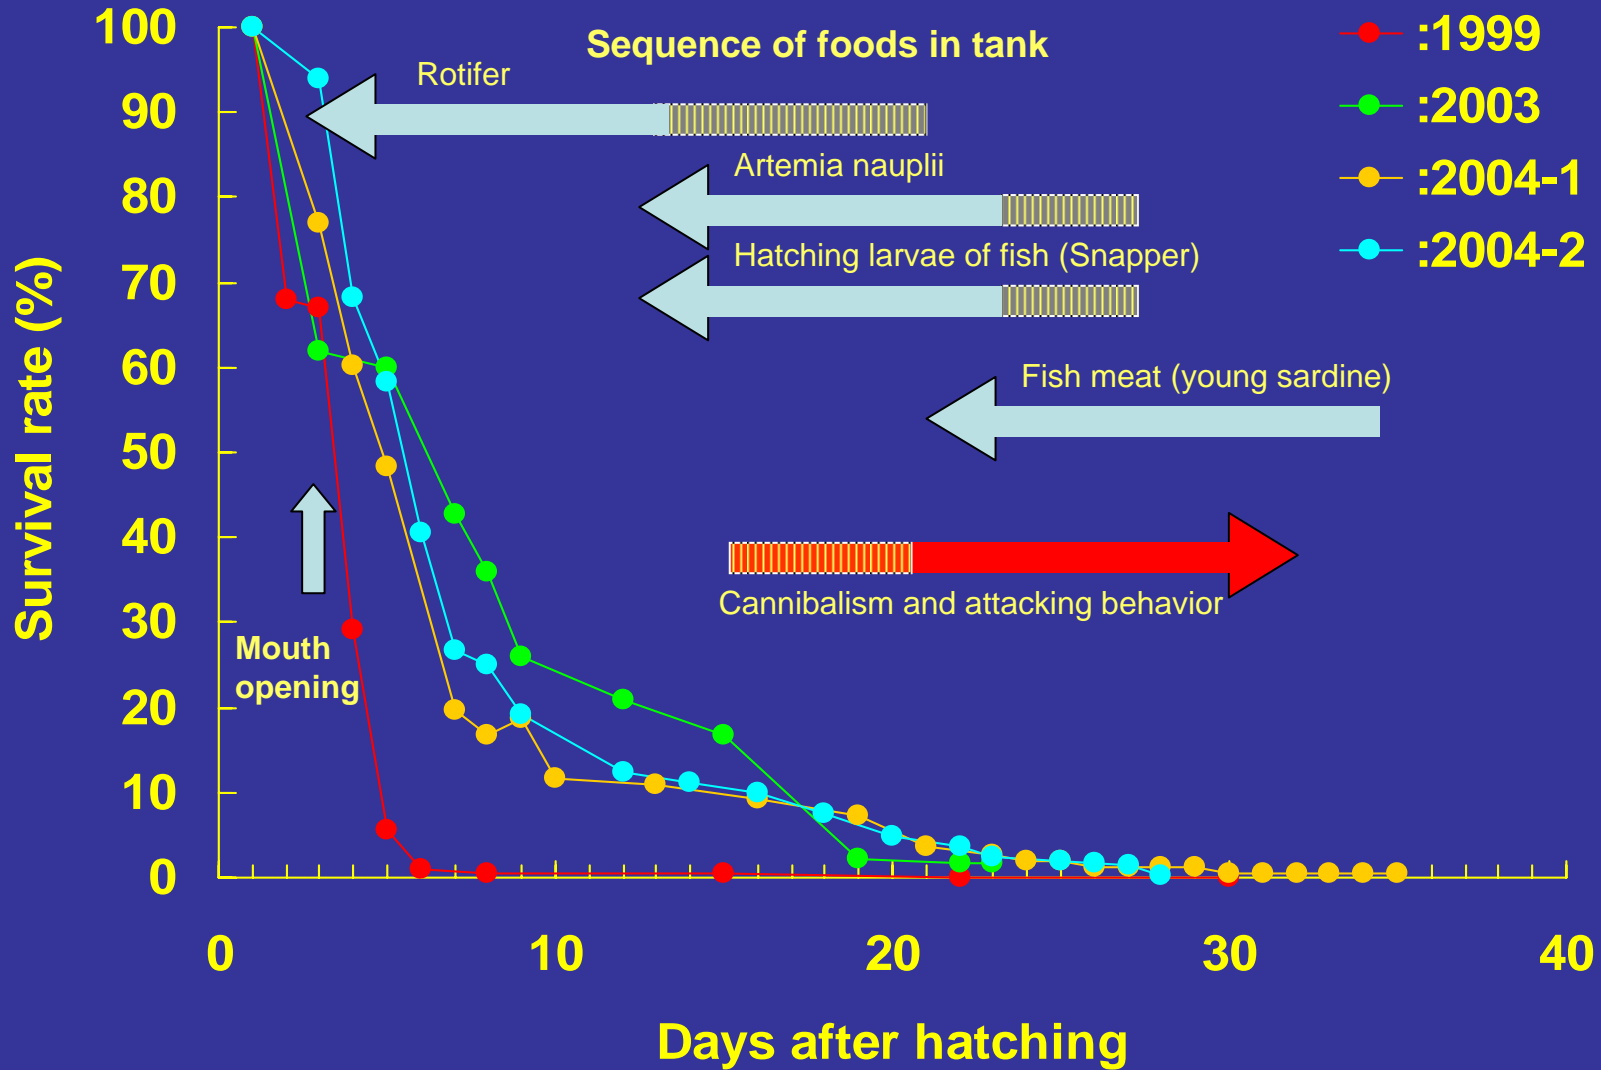 Sequence of foods in tank
:1999
:2003
:2004-1
:2004-2
Rotifer
Artemia nauplii
Hatching larvae of fish (Snapper)
Fish meat (young sardine)
Cannibalism and attacking behavior
Mouth
opening
Survival rate (%)
100
90
80
70
60
50
40
30
20
10
0
0
10
20
30
40
Days after hatching